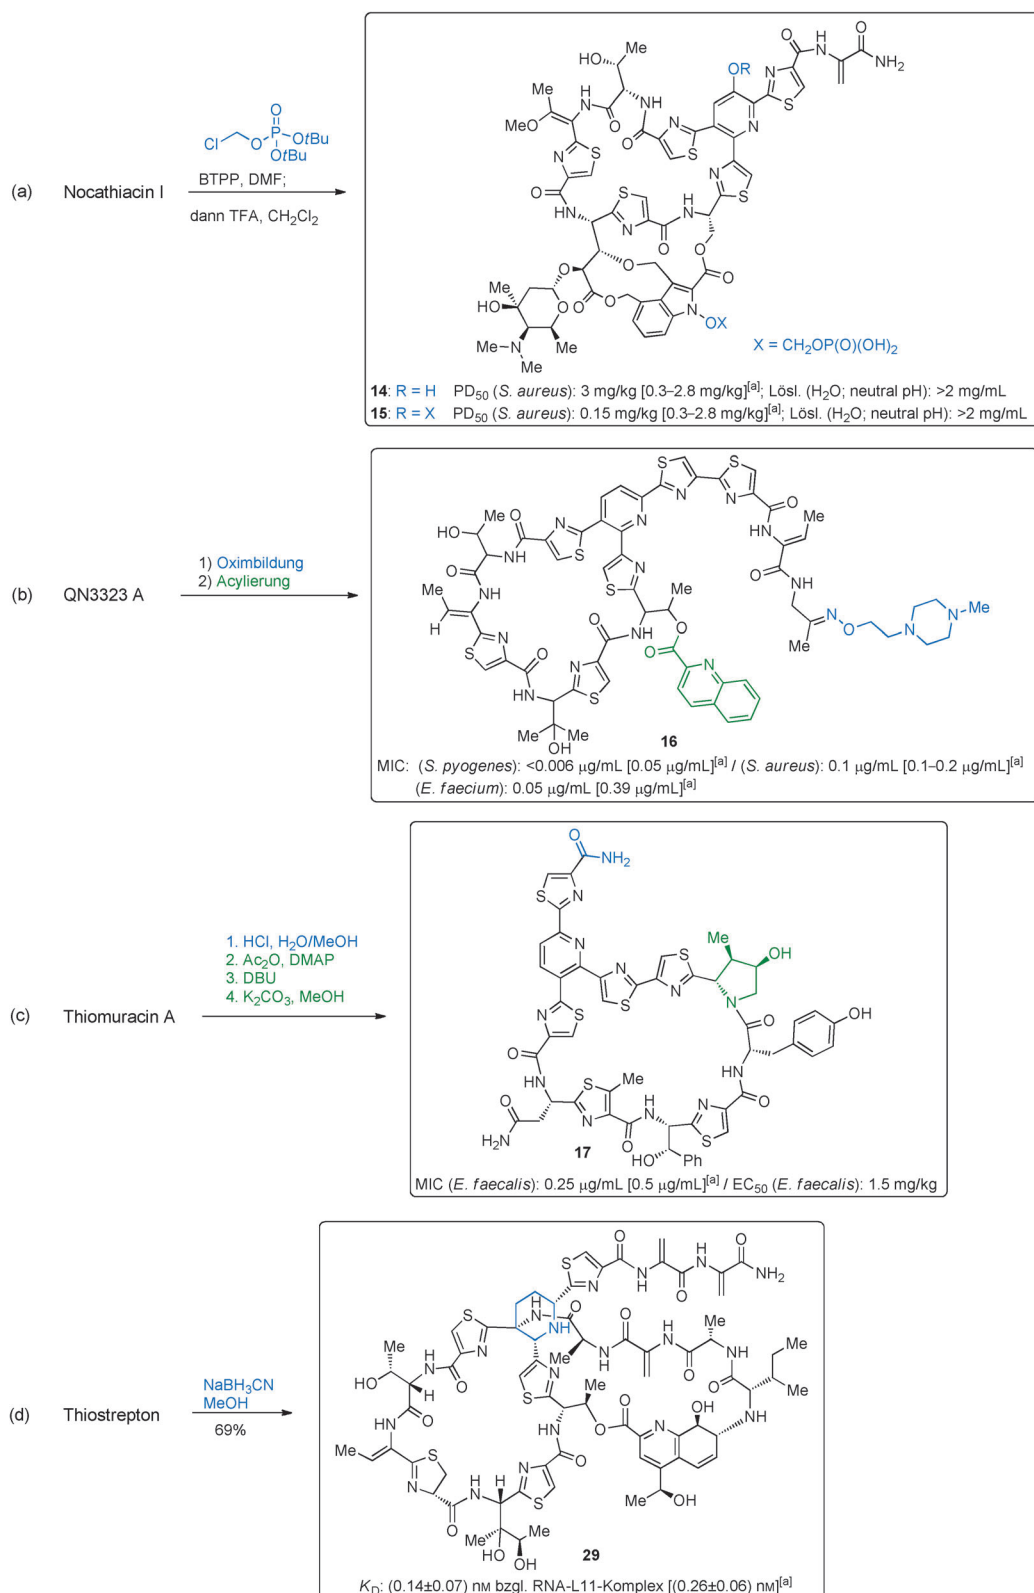 (a) Nocathiacin I
Cl O P O OtBu OtBu
BTPP, DMF;
dann TFA, CH₂Cl₂
X = CH₂OP(O)(OH)₂
14: R = H PD₅₀ (S. aureus): 3 mg/kg [0.3–2.8 mg/kg]^[a]; Lösl. (H₂O; neutral pH): >2 mg/mL
15: R = X PD₅₀ (S. aureus): 0.15 mg/kg [0.3–2.8 mg/kg]^[a]; Lösl. (H₂O; neutral pH): >2 mg/mL
(b) QN3323 A
1) Oximbildung
2) Acylierung
16
MIC: (S. pyogenes): <0.006 μg/mL [0.05 μg/mL]^[a] / (S. aureus): 0.1 μg/mL [0.1–0.2 μg/mL]^[a]
(E. faecium): 0.05 μg/mL [0.39 μg/mL]^[a]
(c) Thiomuracin A
1. HCl, H₂O/MeOH
2. Ac₂O, DMAP
3. DBU
4. K₂CO₃, MeOH
17
MIC (E. faecalis): 0.25 μg/mL [0.5 μg/mL]^[a] / EC₅₀ (E. faecalis): 1.5 mg/kg
(d) Thiostrepton
NaBH₃CN
MeOH
69%
29
K_D: (0.14±0.07) nM bzgl. RNA-L11-Komplex [(0.26±0.06) nM]^[a]